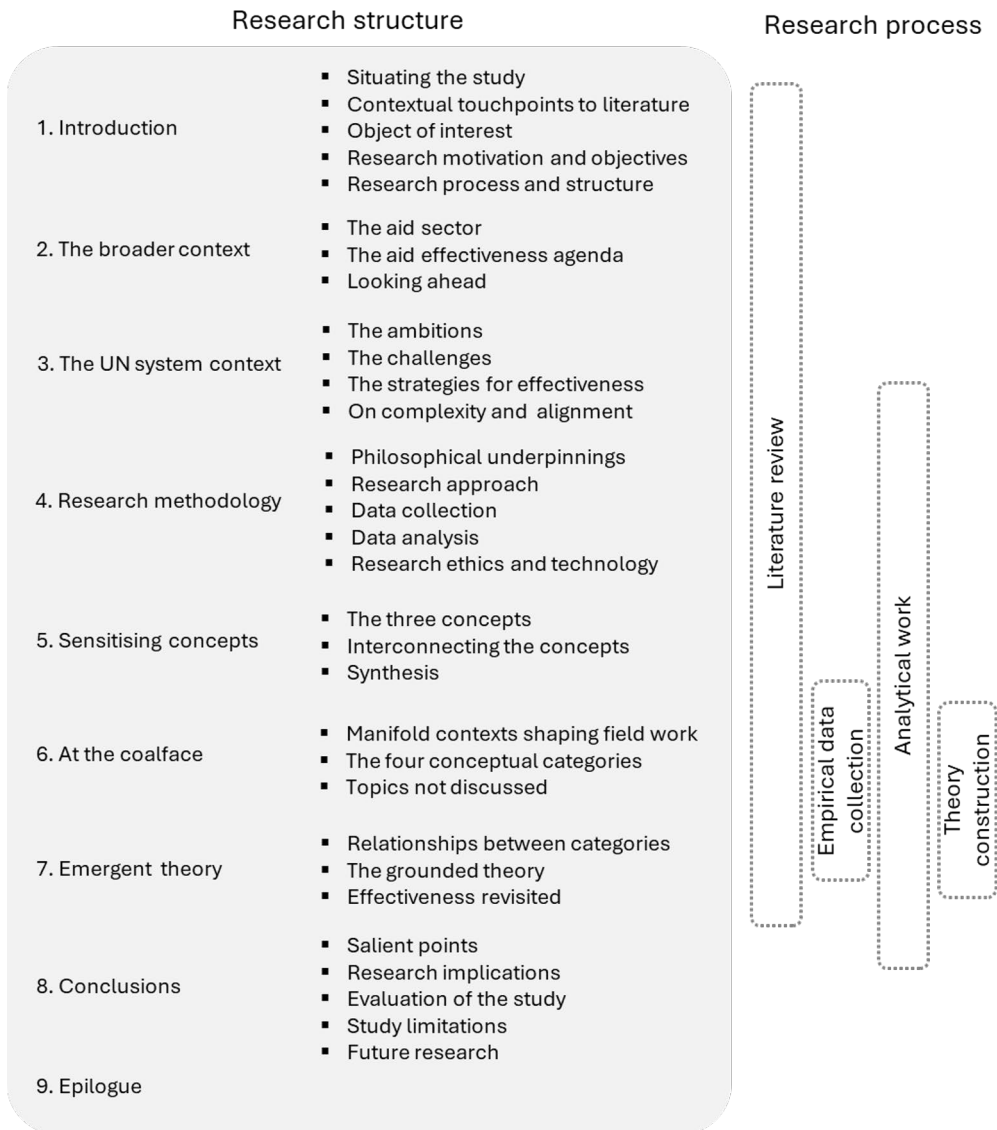 Research structure
Research process
1. Introduction
▪ Situating the study
▪ Contextual touchpoints to literature
▪ Object of interest
▪ Research motivation and objectives
▪ Research process and structure
2. The broader context
▪ The aid sector
▪ The aid effectiveness agenda
▪ Looking ahead
3. The UN system context
▪ The ambitions
▪ The challenges
▪ The strategies for effectiveness
▪ On complexity and alignment
4. Research methodology
▪ Philosophical underpinnings
▪ Research approach
▪ Data collection
▪ Data analysis
▪ Research ethics and technology
5. Sensitising concepts
▪ The three concepts
▪ Interconnecting the concepts
▪ Synthesis
6. At the coalface
▪ Manifold contexts shaping field work
▪ The four conceptual categories
▪ Topics not discussed
7. Emergent theory
▪ Relationships between categories
▪ The grounded theory
▪ Effectiveness revisited
8. Conclusions
▪ Salient points
▪ Research implications
▪ Evaluation of the study
▪ Study limitations
▪ Future research
9. Epilogue
Literature review
Empirical data
collection
Analytical work
Theory
construction